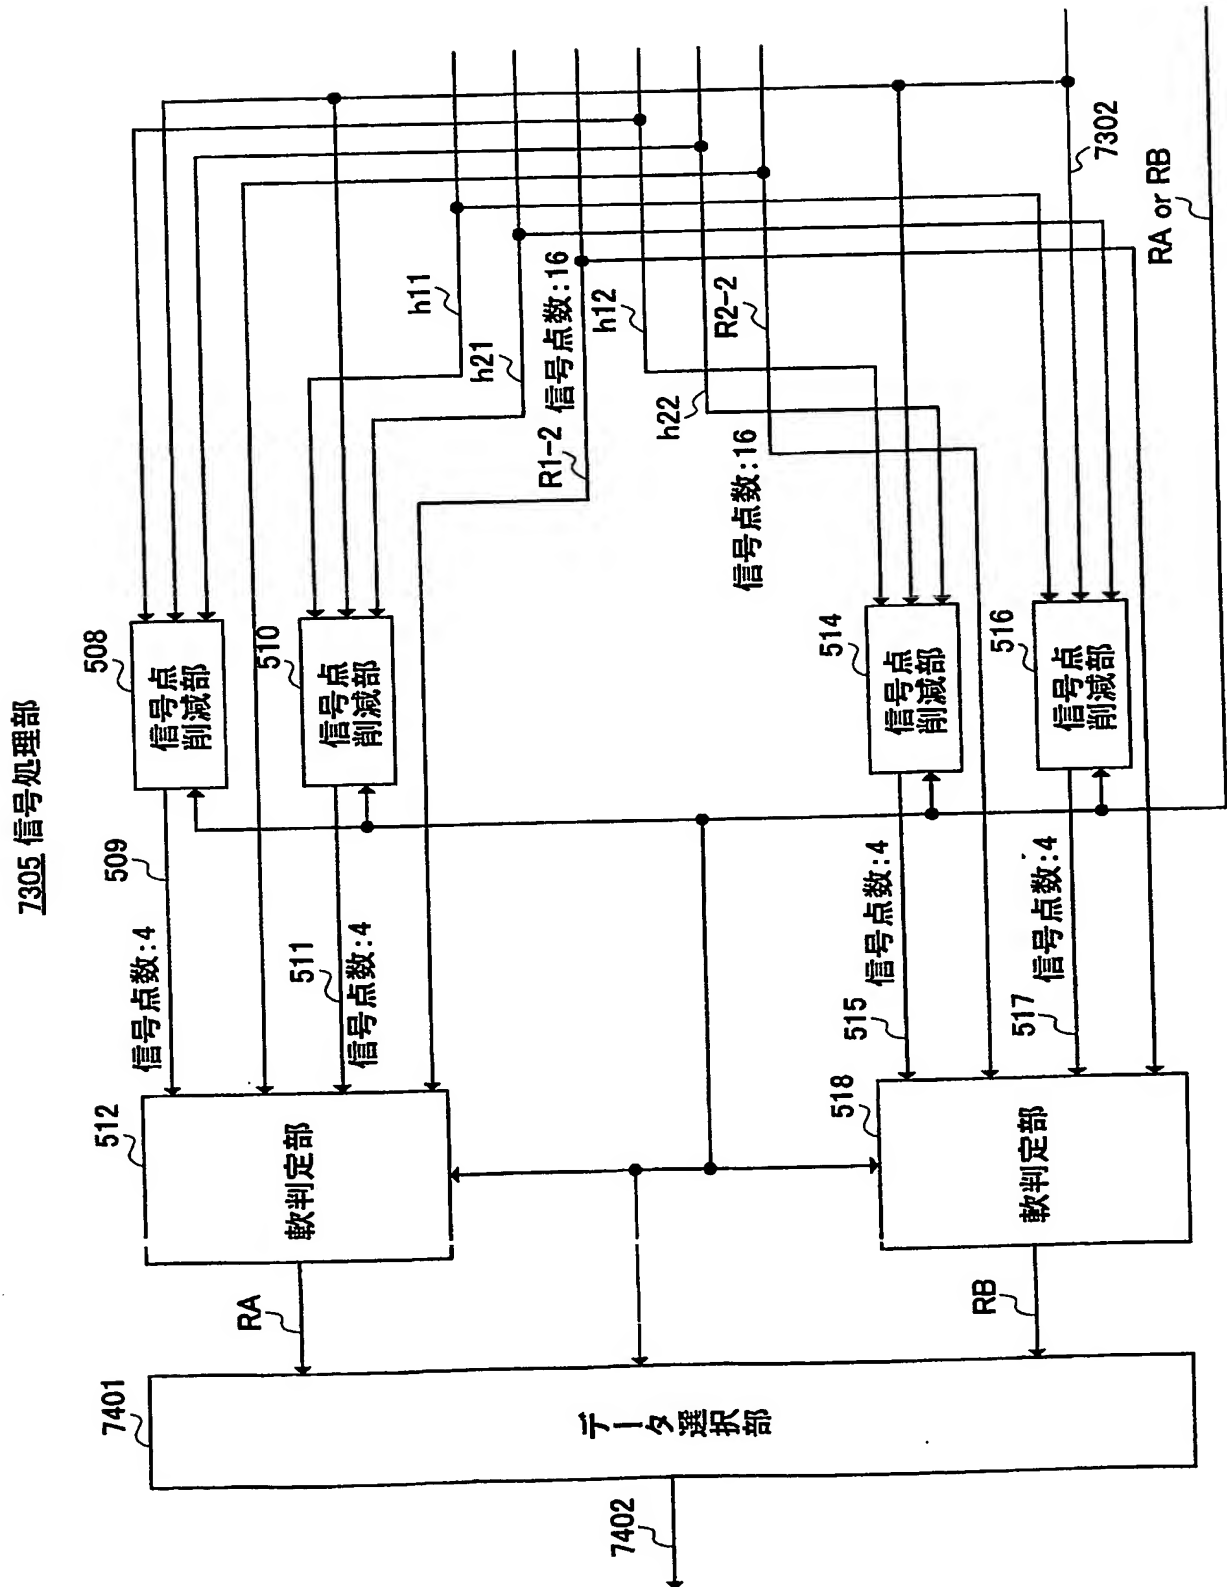 7305 信号処理部
508
信号点
削減部
510
信号点
削減部
514
信号点
削減部
516
信号点
削減部
h11
h21
R1-2
信号点数:16
h12
h22
R2-2
信号点数:16
7302
RA or RB
509
信号点数:4
511
信号点数:4
515
信号点数:4
517
信号点数:4
512
軟判定部
518
軟判定部
RA
RB
7401
データ選択部
7402